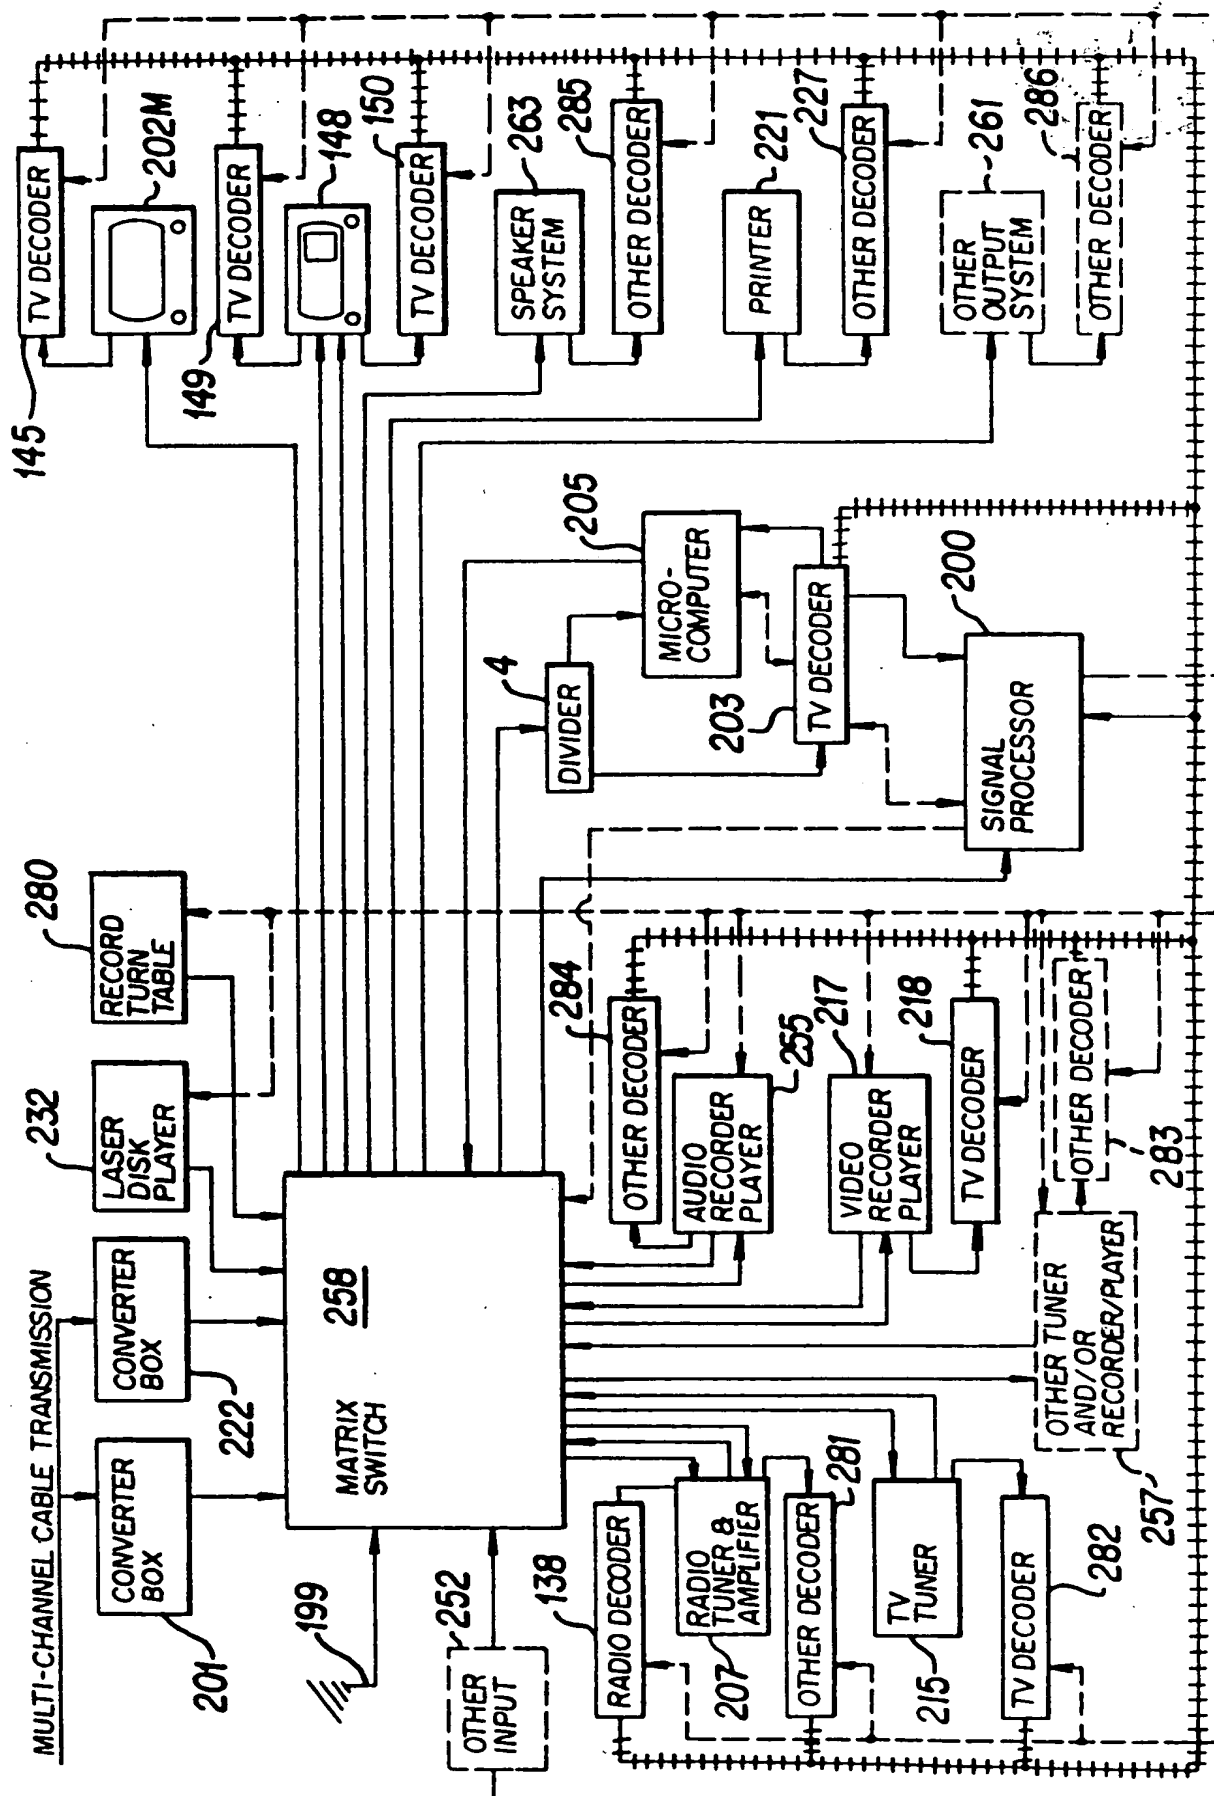 MULTI-CHANNEL CABLE TRANSMISSION
CONVERTER
BOX
201
CONVERTER
BOX
222
LASER
DISK
PLAYER
232
RECORD
TURN
TABLE
280
199
OTHER
INPUT
252
MATRIX
SWITCH
258
TV DECODER
145
202M
TV DECODER
149
148
TV DECODER
150
SPEAKER
SYSTEM
263
OTHER DECODER
285
PRINTER
221
OTHER DECODER
227
OTHER
OUTPUT
SYSTEM
261
OTHER DECODER
286
DIVIDER
4
MICRO-
COMPUTER
205
TV DECODER
203
SIGNAL
PROCESSOR
200
RADIO DECODER
138
RADIO
TUNER &
AMPLIFIER
207
OTHER DECODER
281
TV
TUNER
215
TV DECODER
282
OTHER DECODER
284
AUDIO
RECORDER
PLAYER
255
VIDEO
RECORDER
PLAYER
217
TV DECODER
218
OTHER TUNER
AND/OR
RECORDER/PLAYER
257
OTHER DECODER
283